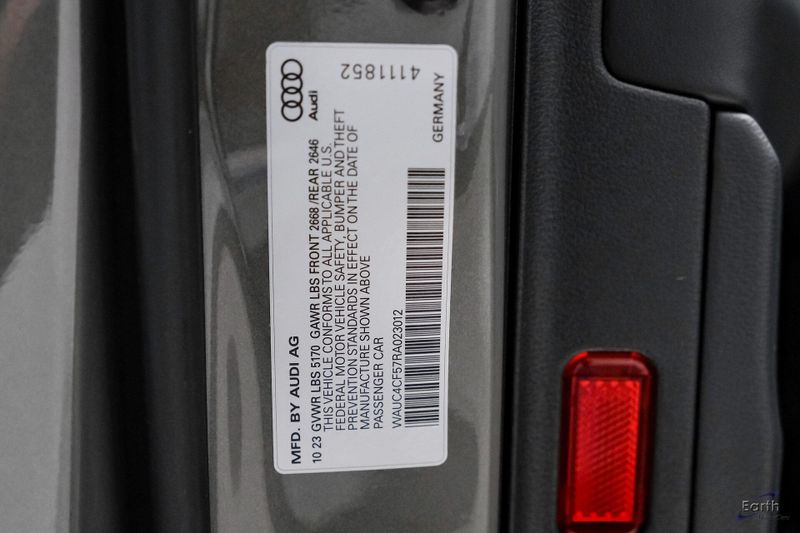 4111852
Audi
GERMANY
MFD. BY AUDI AG
10 23 GVWR LBS 5170 GAWR LBS FRONT 2668 /REAR 2646
THIS VEHICLE CONFORMS TO ALL APPLICABLE U.S.
FEDERAL MOTOR VEHICLE SAFETY, BUMPER AND THEFT
PREVENTION STANDARDS IN EFFECT ON THE DATE OF
MANUFACTURE SHOWN ABOVE
PASSENGER CAR
WAUC4CF57RA023012
Earth